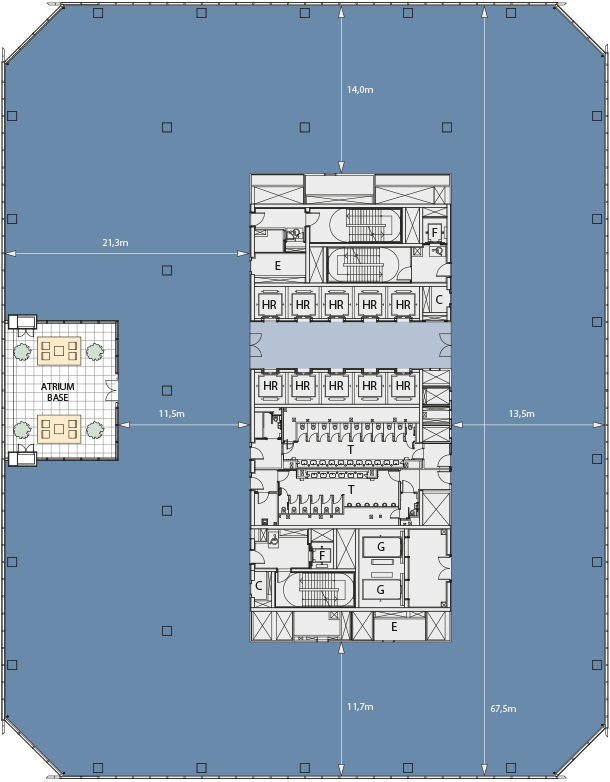 14,0m
F
21,3m
E
C
HR HR HR HR HR
ATRIUM
BASE
HR HR HR HR HR
11,5m
13,5m
T
T
F
G
C
G
E
11,7m
67,5m